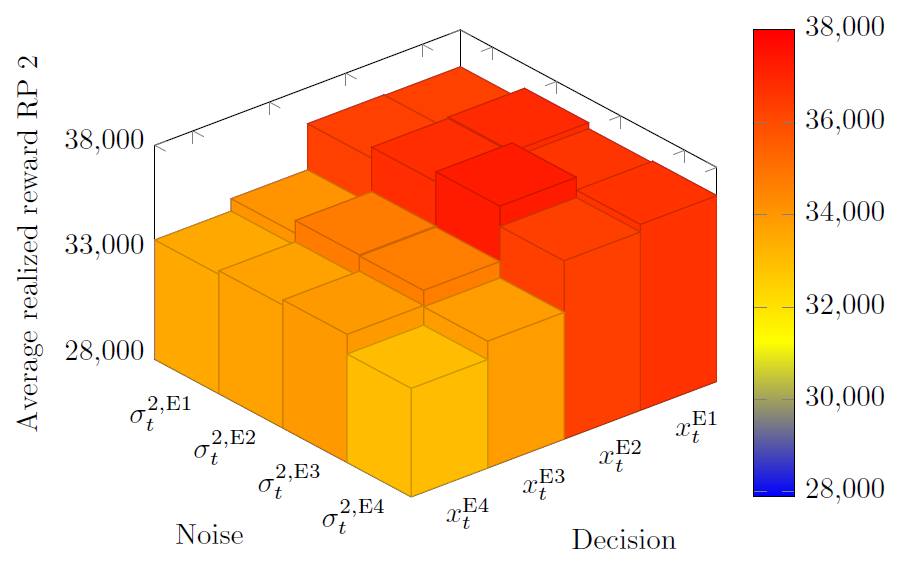 Average realized reward RP 2
38,000
33,000
28,000
σ_t^{2,E1}
σ_t^{2,E2}
σ_t^{2,E3}
σ_t^{2,E4}
Noise
x_t^{E4}
x_t^{E3}
x_t^{E2}
x_t^{E1}
Decision
38,000
36,000
34,000
32,000
30,000
28,000